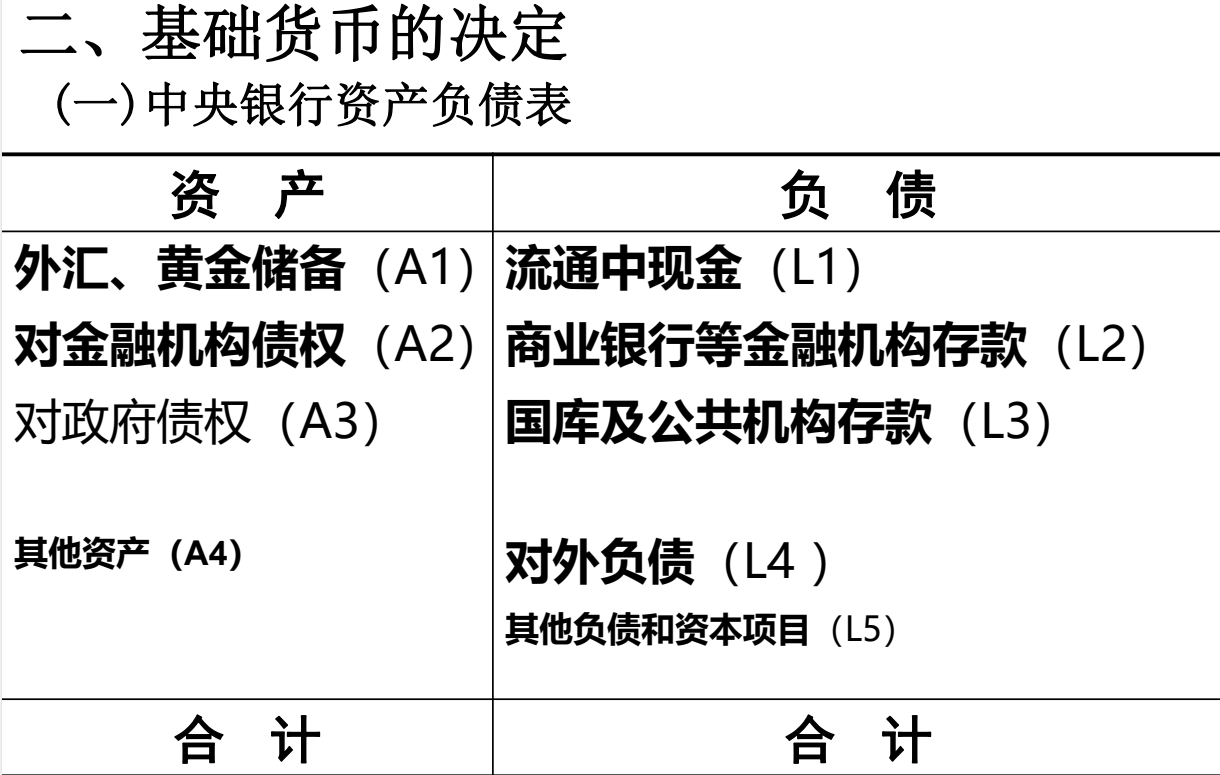 二、基础货币的决定
(一)中央银行资产负债表
资 产 负 债
外汇、黄金储备（A1） 流通中现金（L1）
对金融机构债权（A2） 商业银行等金融机构存款（L2）
对政府债权（A3） 国库及公共机构存款（L3）
其他资产（A4） 对外负债（L4 ）
其他负债和资本项目（L5）
合 计 合 计